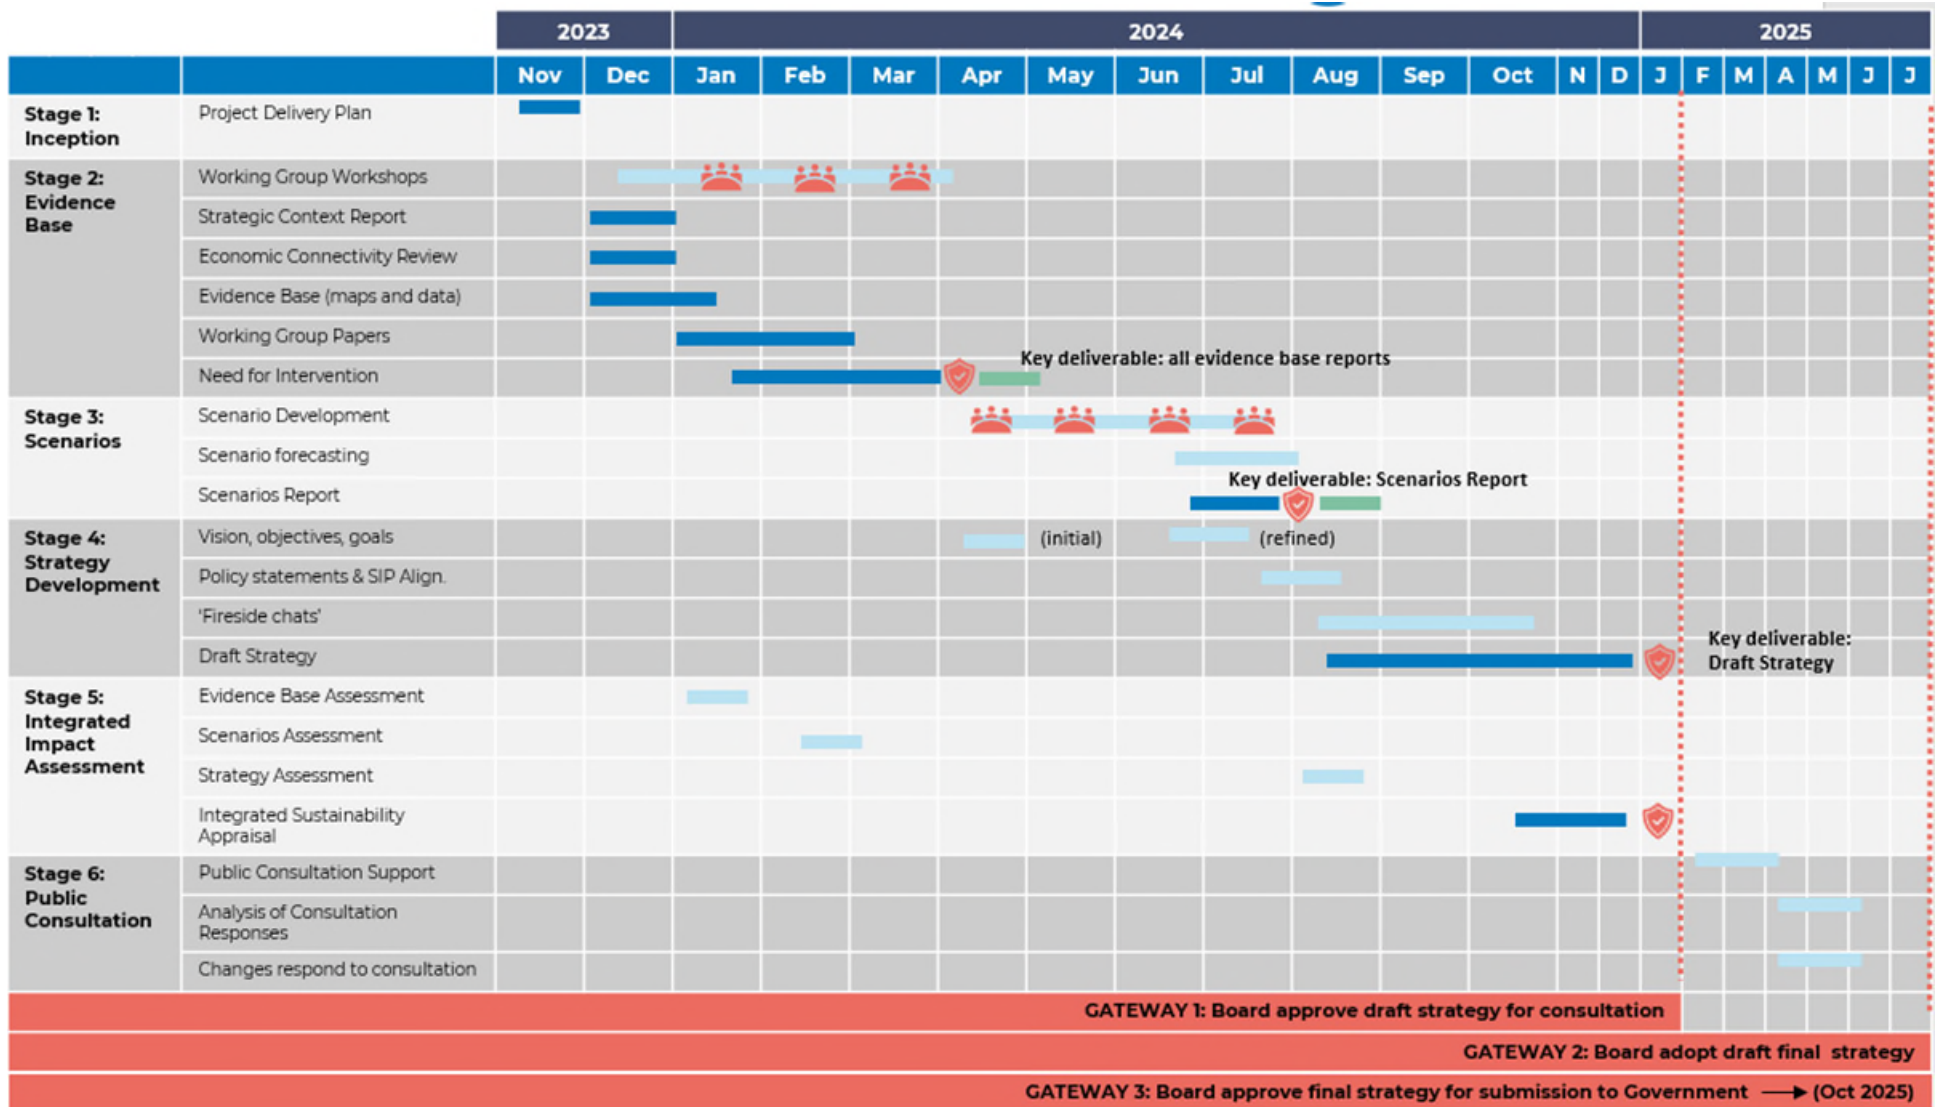 2023 2024 2025
Nov Dec Jan Feb Mar Apr May Jun Jul Aug Sep Oct N D J F M A M J J
Stage 1:
Inception
Project Delivery Plan
Stage 2:
Evidence
Base
Working Group Workshops
Strategic Context Report
Economic Connectivity Review
Evidence Base (maps and data)
Working Group Papers
Need for Intervention
Key deliverable: all evidence base reports
Stage 3:
Scenarios
Scenario Development
Scenario forecasting
Scenarios Report
Key deliverable: Scenarios Report
Stage 4:
Strategy
Development
Vision, objectives, goals
(initial)
(refined)
Policy statements & SIP Align.
'Fireside chats'
Draft Strategy
Key deliverable:
Draft Strategy
Stage 5:
Integrated
Impact
Assessment
Evidence Base Assessment
Scenarios Assessment
Strategy Assessment
Integrated Sustainability
Appraisal
Stage 6:
Public
Consultation
Public Consultation Support
Analysis of Consultation
Responses
Changes respond to consultation
GATEWAY 1: Board approve draft strategy for consultation
GATEWAY 2: Board adopt draft final strategy
GATEWAY 3: Board approve final strategy for submission to Government → (Oct 2025)